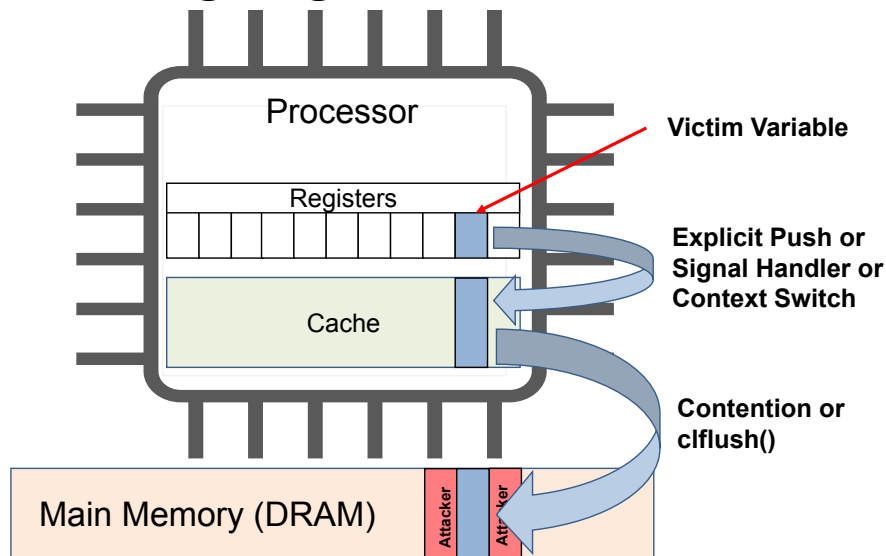 Processor
Victim Variable
Registers
Explicit Push or
Signal Handler or
Context Switch
Cache
Contention or
clflush()
Main Memory (DRAM)
Attacker
Attacker